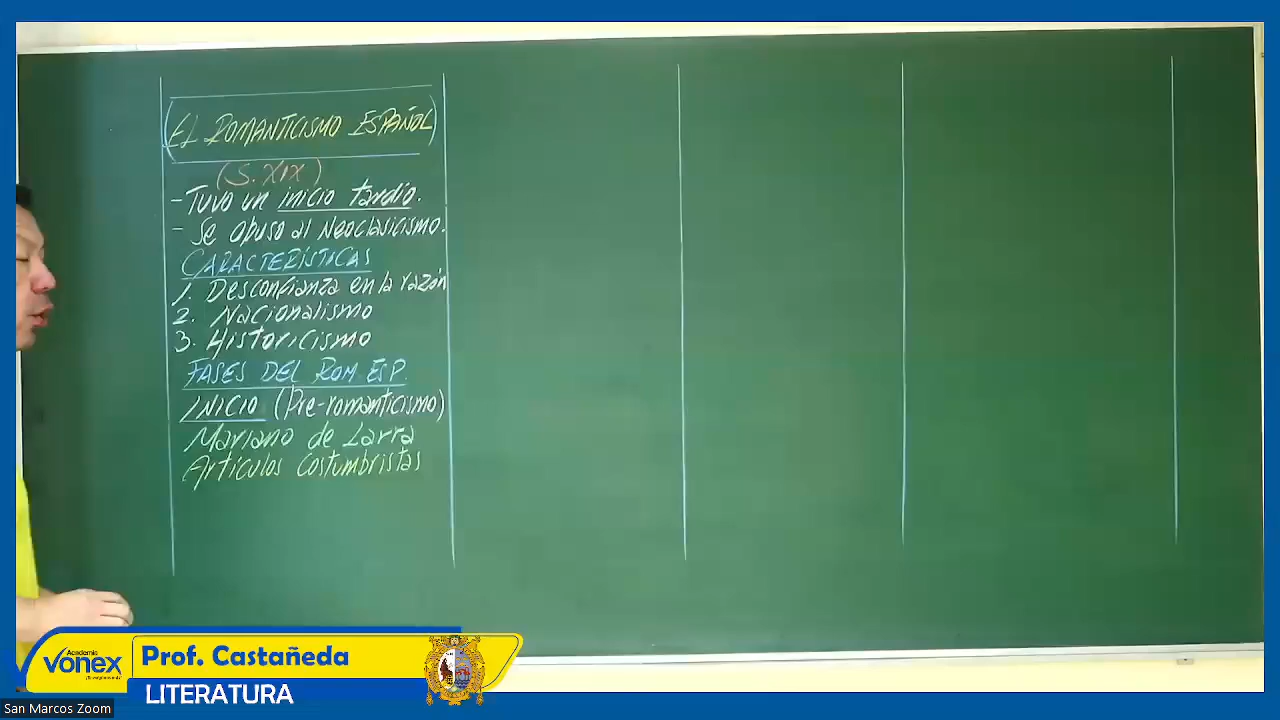 EL ROMANTICISMO ESPAÑOL
(S. XIX)
- Tuvo un inicio tardío.
- Se opuso al Neoclasicismo.
CARACTERÍSTICAS
1. Desconfianza en la razón
2. Nacionalismo
3. Historicismo
FASES DEL ROM. ESP.
INICIO (Pre-romanticismo)
Mariano de Larra
Artículos costumbristas
Academia
vonex
Prof. Castañeda
LITERATURA
San Marcos Zoom